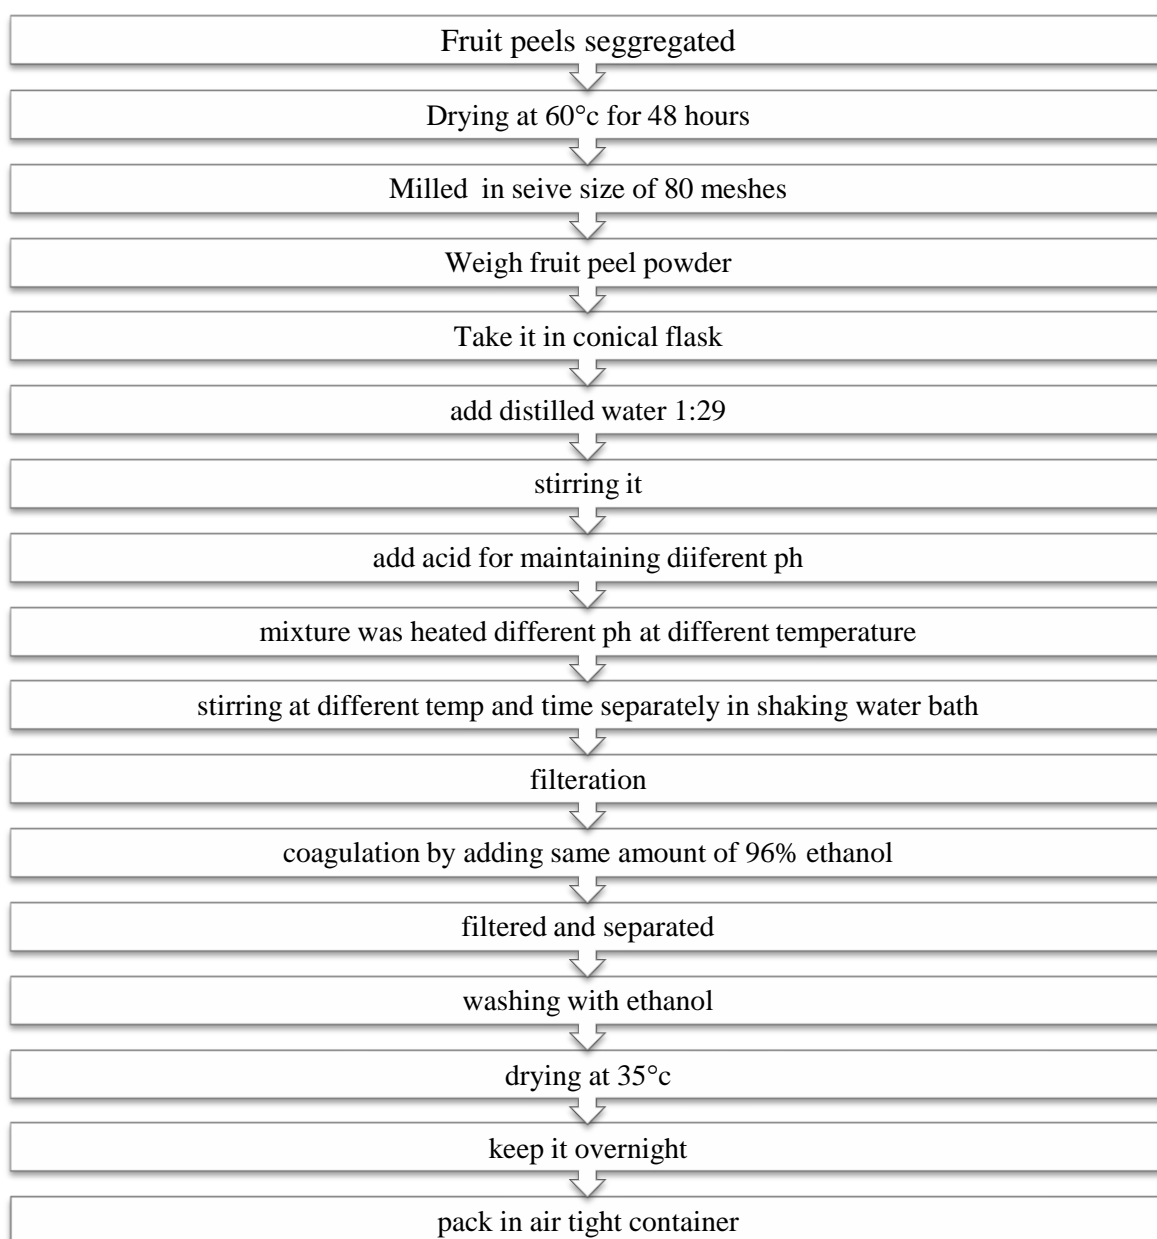 Fruit peels seggregated
Drying at 60°c for 48 hours
Milled in seive size of 80 meshes
Weigh fruit peel powder
Take it in conical flask
add distilled water 1:29
stirring it
add acid for maintaining diiferent ph
mixture was heated different ph at different temperature
stirring at different temp and time separately in shaking water bath
filteration
coagulation by adding same amount of 96% ethanol
filtered and separated
washing with ethanol
drying at 35°c
keep it overnight
pack in air tight container